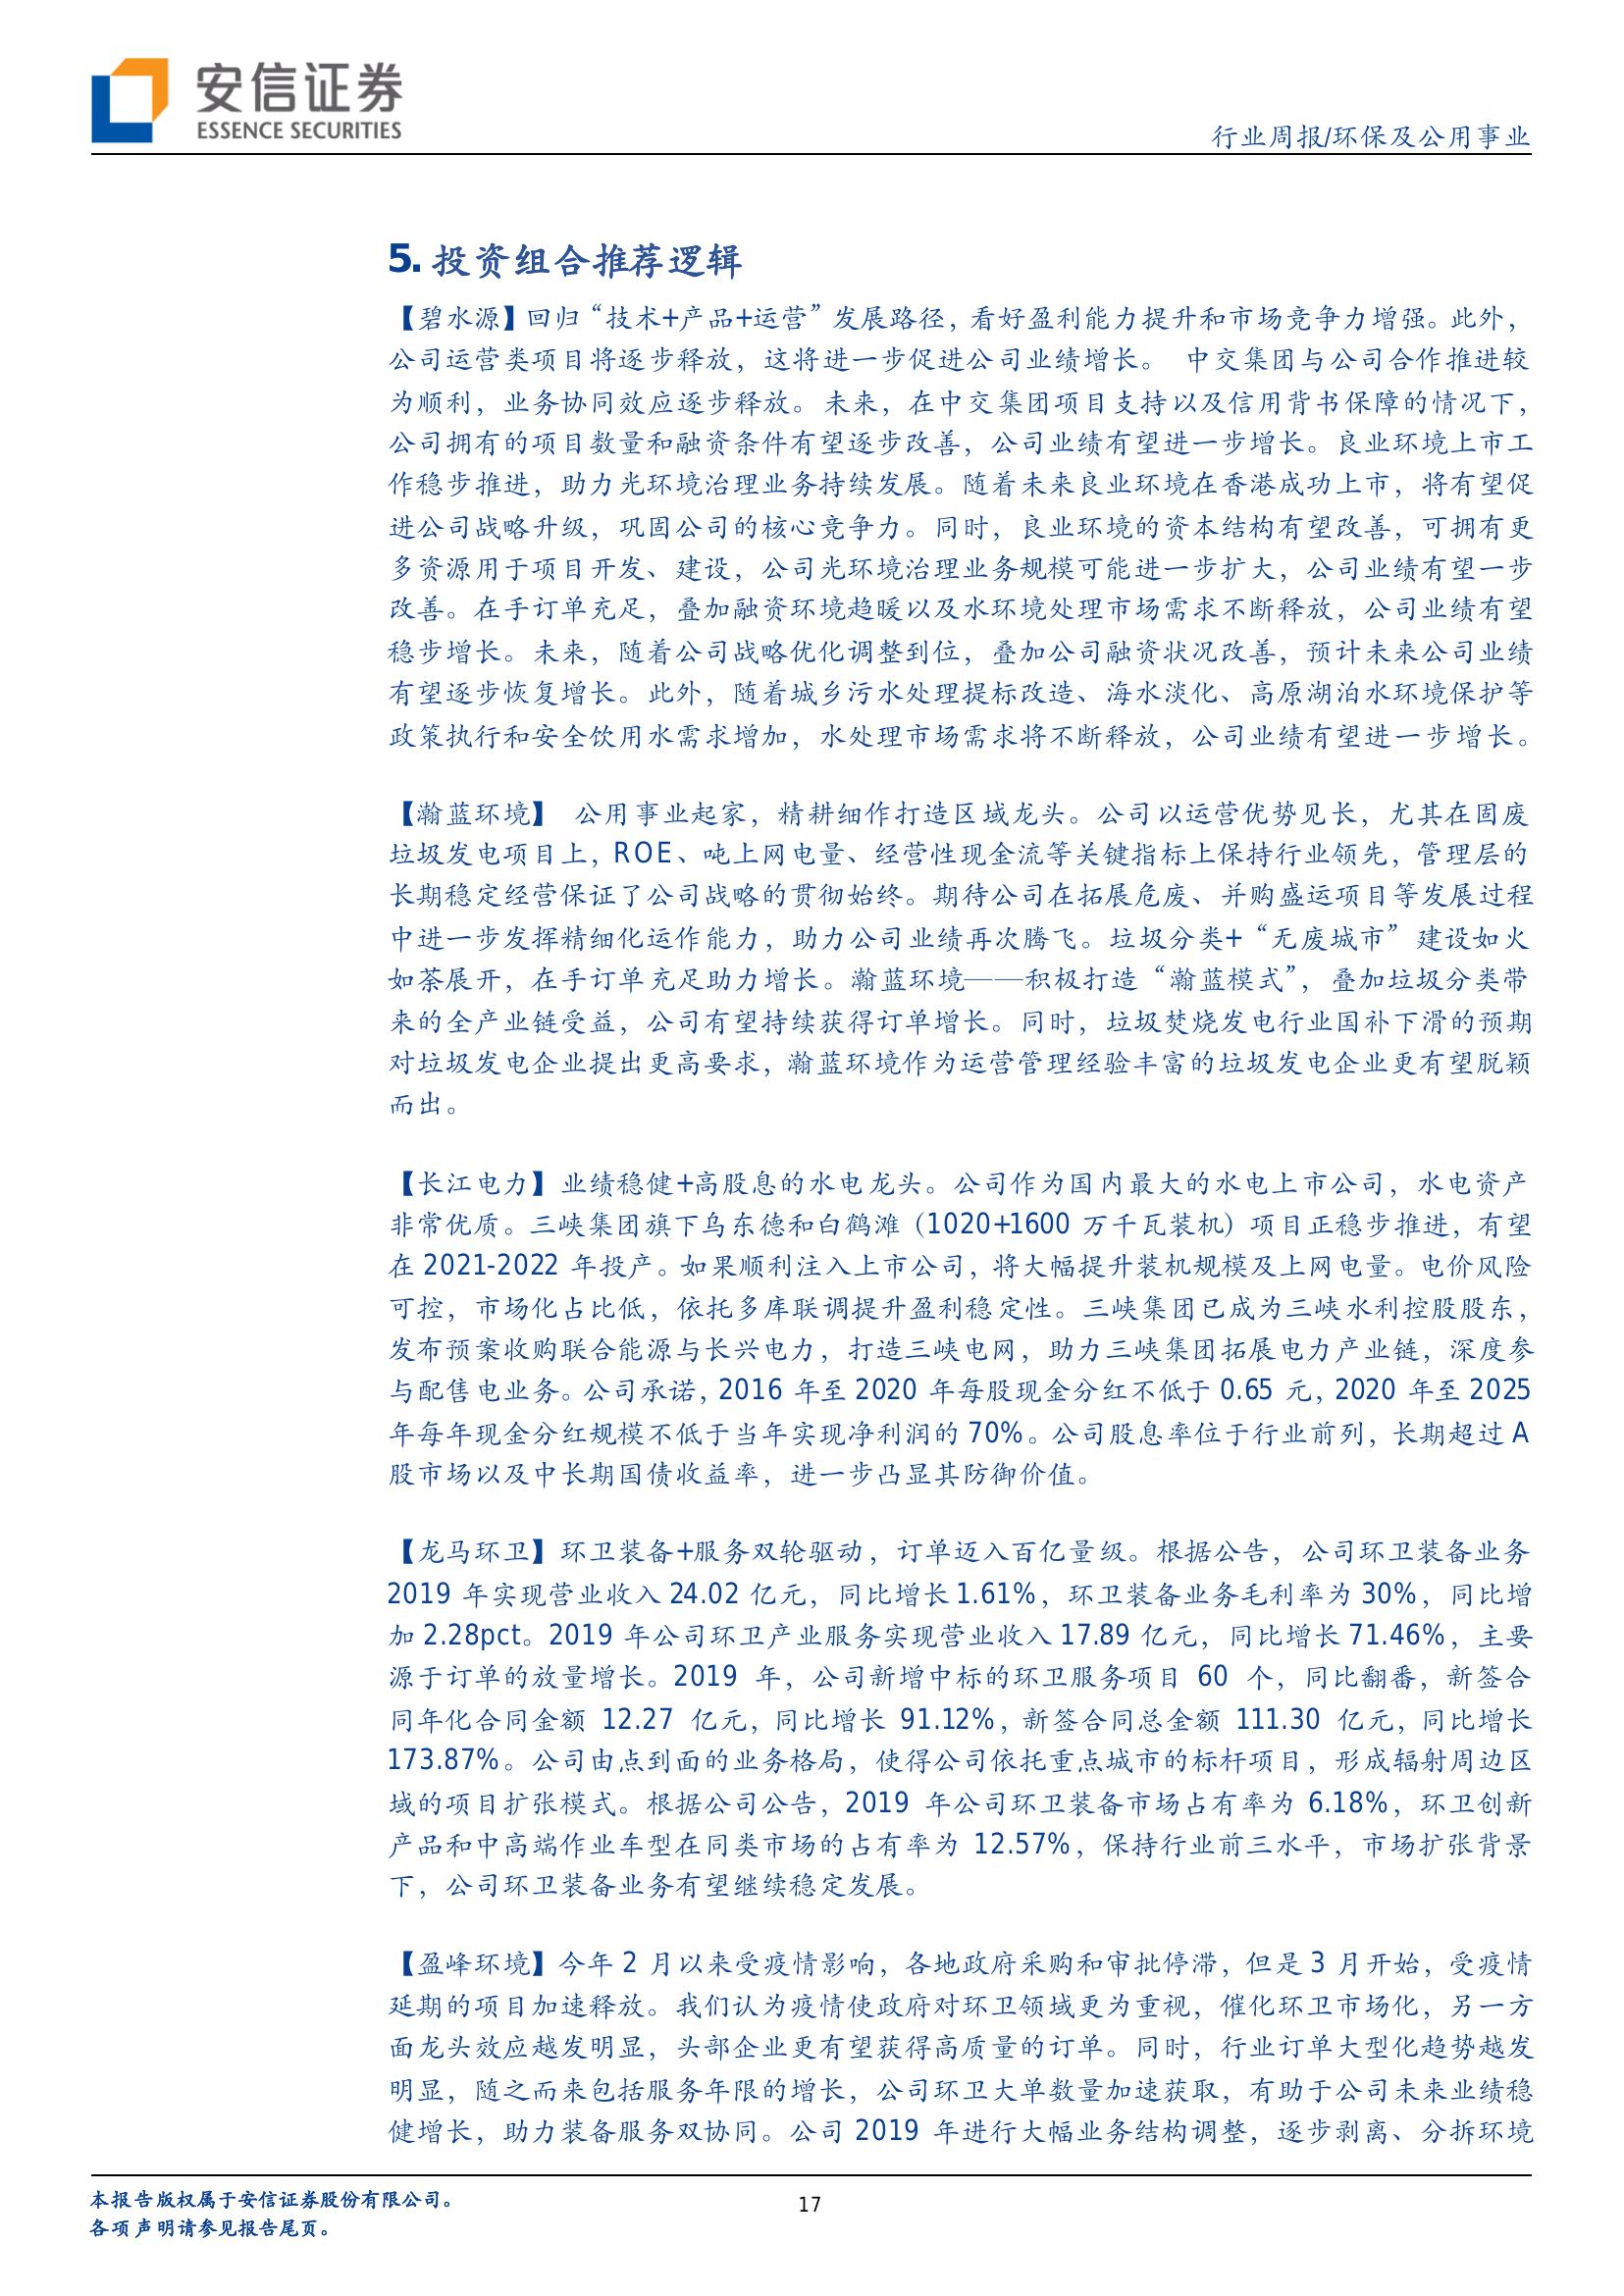 安信证券
ESSENCE SECURITIES
行业周报/环保及公用事业
5. 投资组合推荐逻辑
【碧水源】回归“技术+产品+运营”发展路径，看好盈利能力提升和市场竞争力增强。此外，
公司运营类项目将逐步释放，这将进一步促进公司业绩增长。 中交集团与公司合作推进较
为顺利，业务协同效应逐步释放。未来，在中交集团项目支持以及信用背书保障的情况下，
公司拥有的项目数量和融资条件有望逐步改善，公司业绩有望进一步增长。良业环境上市工
作稳步推进，助力光环境治理业务持续发展。随着未来良业环境在香港成功上市，将有望促
进公司战略升级，巩固公司的核心竞争力。同时，良业环境的资本结构有望改善，可拥有更
多资源用于项目开发、建设，公司光环境治理业务规模可能进一步扩大，公司业绩有望一步
改善。在手订单充足，叠加融资环境趋暖以及水环境处理市场需求不断释放，公司业绩有望
稳步增长。未来，随着公司战略优化调整到位，叠加公司融资状况改善，预计未来公司业绩
有望逐步恢复增长。此外，随着城乡污水处理提标改造、海水淡化、高原湖泊水环境保护等
政策执行和安全饮用水需求增加，水处理市场需求将不断释放，公司业绩有望进一步增长。
【瀚蓝环境】 公用事业起家，精耕细作打造区域龙头。公司以运营优势见长，尤其在固废
垃圾发电项目上，ROE、吨上网电量、经营性现金流等关键指标上保持行业领先，管理层的
长期稳定经营保证了公司战略的贯彻始终。期待公司在拓展危废、并购盛运项目等发展过程
中进一步发挥精细化运作能力，助力公司业绩再次腾飞。垃圾分类+“无废城市”建设如火
如荼展开，在手订单充足助力增长。瀚蓝环境——积极打造“瀚蓝模式”，叠加垃圾分类带
来的全产业链受益，公司有望持续获得订单增长。同时，垃圾焚烧发电行业国补下滑的预期
对垃圾发电企业提出更高要求，瀚蓝环境作为运营管理经验丰富的垃圾发电企业更有望脱颖
而出。
【长江电力】业绩稳健+高股息的水电龙头。公司作为国内最大的水电上市公司，水电资产
非常优质。三峡集团旗下乌东德和白鹤滩（1020+1600 万千瓦装机）项目正稳步推进，有望
在 2021-2022 年投产。如果顺利注入上市公司，将大幅提升装机规模及上网电量。电价风险
可控，市场化占比低，依托多库联调提升盈利稳定性。三峡集团已成为三峡水利控股股东，
发布预案收购联合能源与长兴电力，打造三峡电网，助力三峡集团拓展电力产业链，深度参
与配售电业务。公司承诺，2016 年至 2020 年每股现金分红不低于 0.65 元，2020 年至 2025
年每年现金分红规模不低于当年实现净利润的 70%。公司股息率位于行业前列，长期超过 A
股市场以及中长期国债收益率，进一步凸显其防御价值。
【龙马环卫】环卫装备+服务双轮驱动，订单迈入百亿量级。根据公告，公司环卫装备业务
2019 年实现营业收入 24.02 亿元，同比增长 1.61%，环卫装备业务毛利率为 30%，同比增
加 2.28pct。2019 年公司环卫产业服务实现营业收入 17.89 亿元，同比增长 71.46%，主要
源于订单的放量增长。2019 年，公司新增中标的环卫服务项目 60 个，同比翻番，新签合
同年化合同金额 12.27 亿元，同比增长 91.12%，新签合同总金额 111.30 亿元，同比增长
173.87%。公司由点到面的业务格局，使得公司依托重点城市的标杆项目，形成辐射周边区
域的项目扩张模式。根据公司公告，2019 年公司环卫装备市场占有率为 6.18%，环卫创新
产品和中高端作业车型在同类市场的占有率为 12.57%，保持行业前三水平，市场扩张背景
下，公司环卫装备业务有望继续稳定发展。
【盈峰环境】今年 2 月以来受疫情影响，各地政府采购和审批停滞，但是 3 月开始，受疫情
延期的项目加速释放。我们认为疫情使政府对环卫领域更为重视，催化环卫市场化，另一方
面龙头效应越发明显，头部企业更有望获得高质量的订单。同时，行业订单大型化趋势越发
明显，随之而来包括服务年限的增长，公司环卫大单数量加速获取，有助于公司未来业绩稳
健增长，助力装备服务双协同。公司 2019 年进行大幅业务结构调整，逐步剥离、分拆环境
本报告版权属于安信证券股份有限公司。
各项声明请参见报告尾页。
17